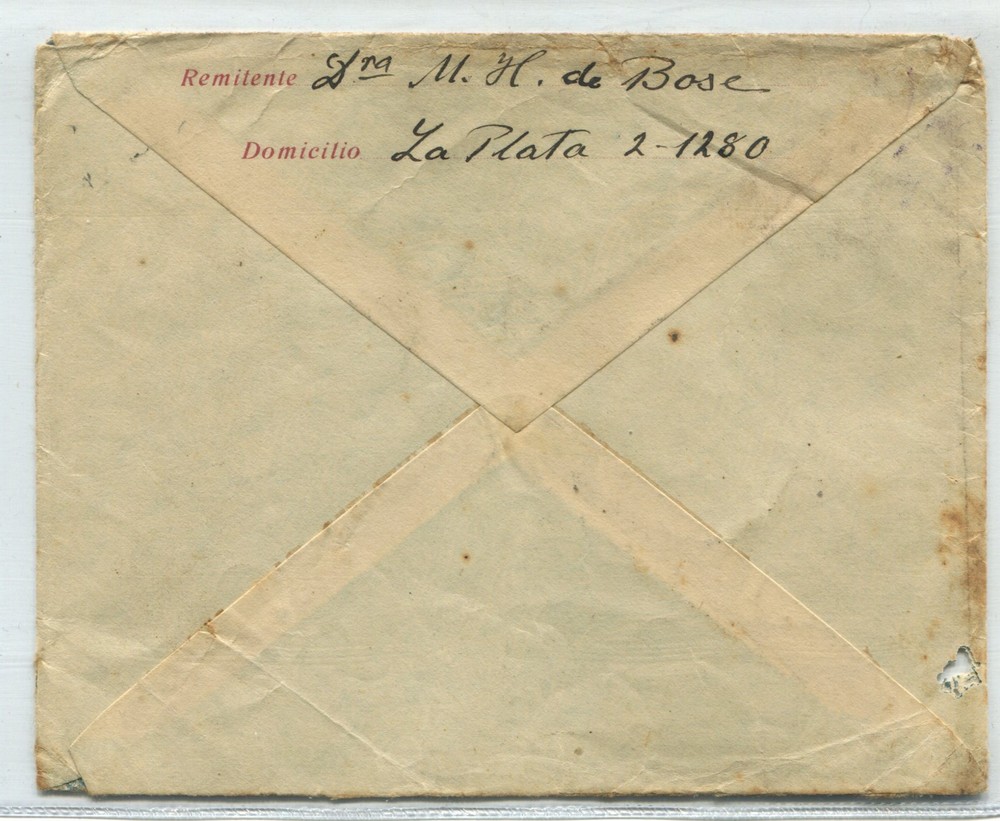 Remitente Dra M. H. de Bose
Domicilio La Plata 2-1280